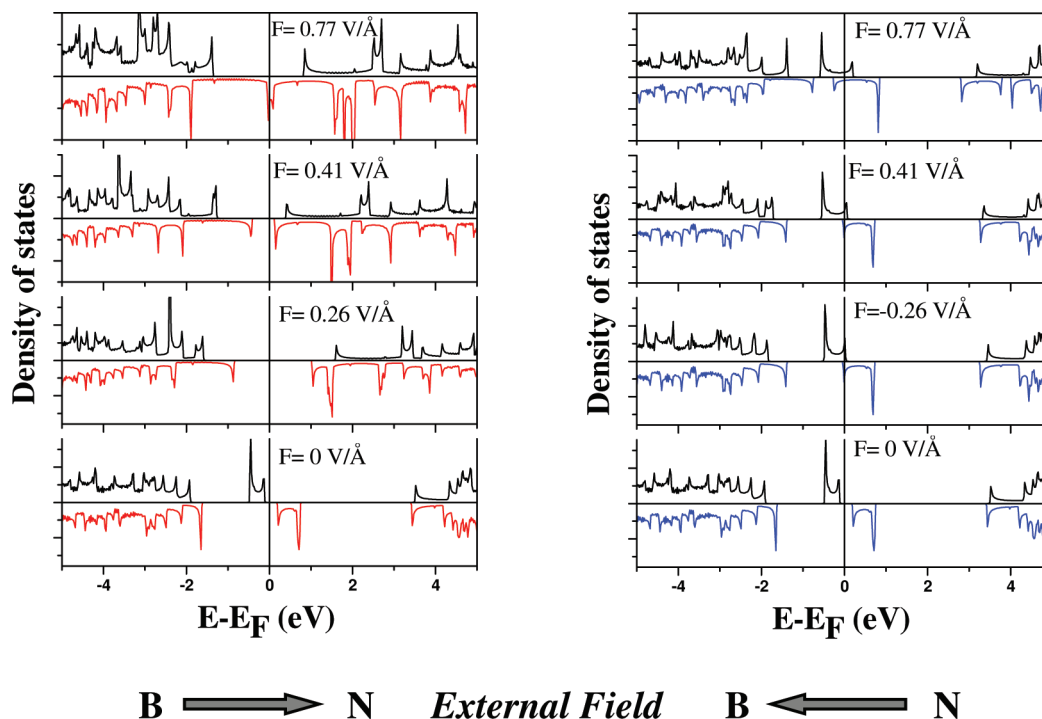 F= 0.77 V/Å
F= 0.41 V/Å
F= 0.26 V/Å
F= 0 V/Å
Density of states
-4 -2 0 2 4
E-EF (eV)
F= 0.77 V/Å
F= 0.41 V/Å
F=-0.26 V/Å
F= 0 V/Å
Density of states
-4 -2 0 2 4
E-EF (eV)
B N External Field B N